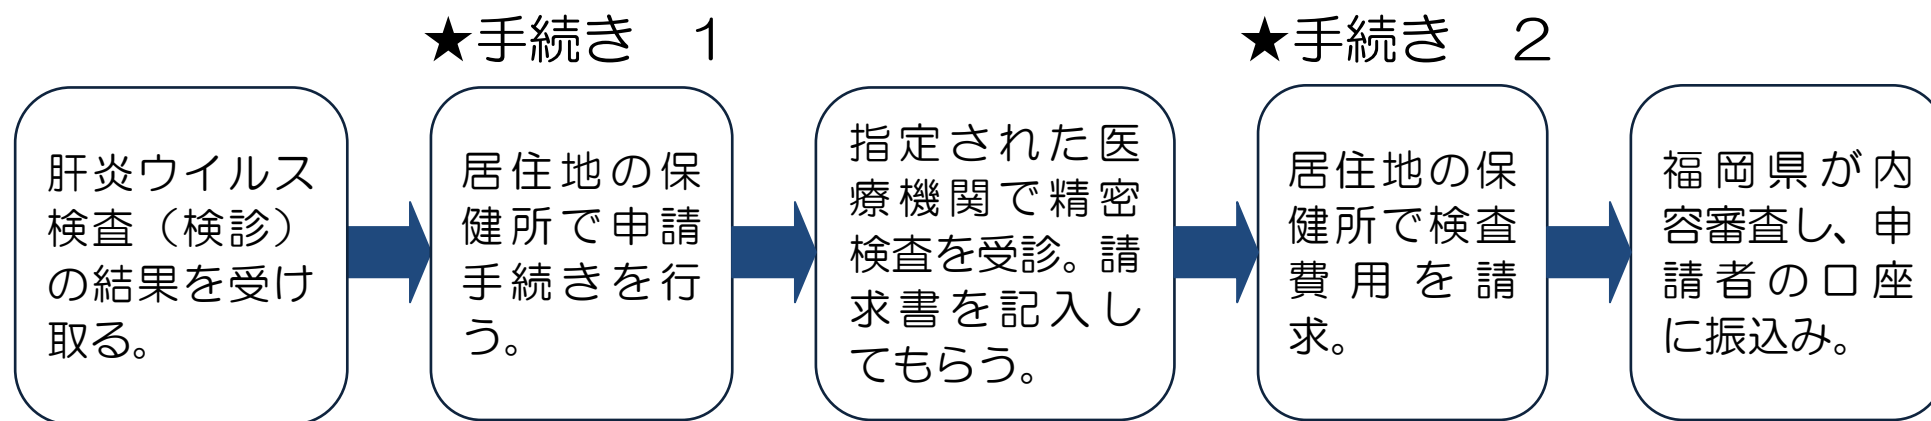 ★手続き　1
★手続き　2
肝炎ウイルス
検査（検診）
の結果を受け
取る。
居住地の保
健所で申請
手続きを行
う。
指定された医
療機関で精密
検査を受診。請
求書を記入し
てもらう。
居住地の保
健所で検査
費用を請
求。
福岡県が内
容審査し、申
請者の口座
に振込み。